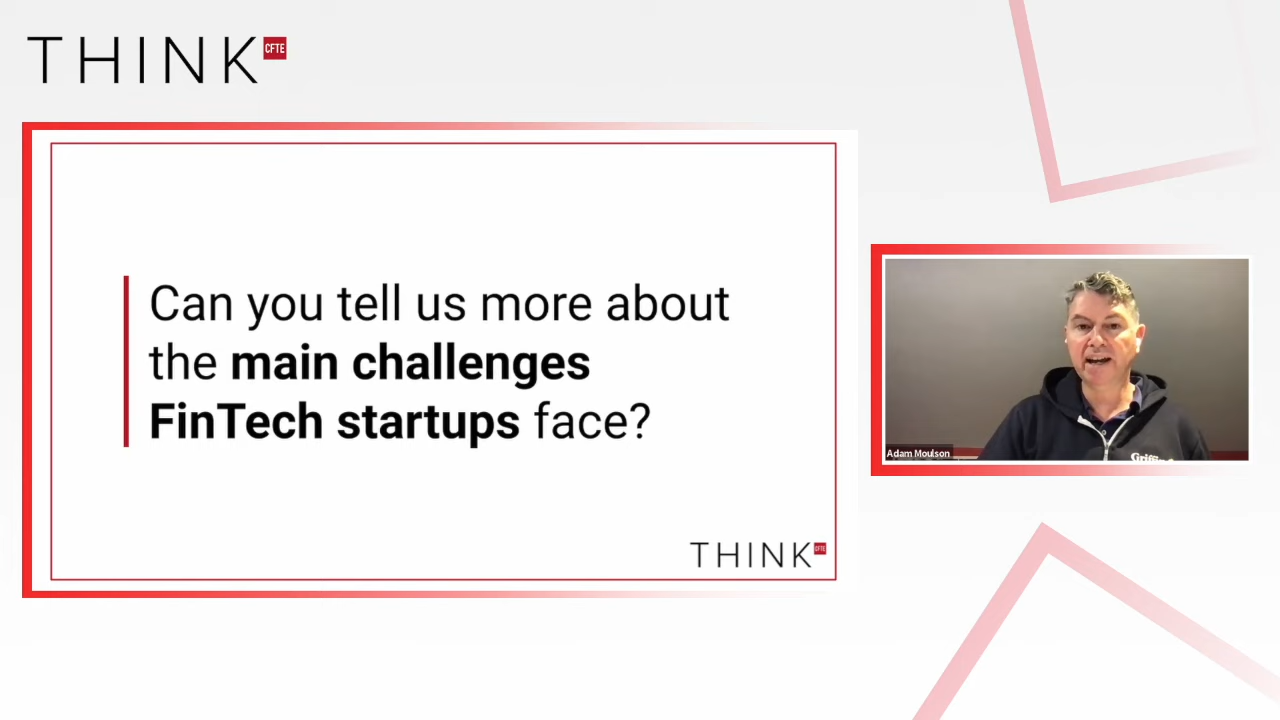 THINK CFTE
Can you tell us more about
the main challenges
FinTech startups face?
THINK CFTE
Adam Moulson